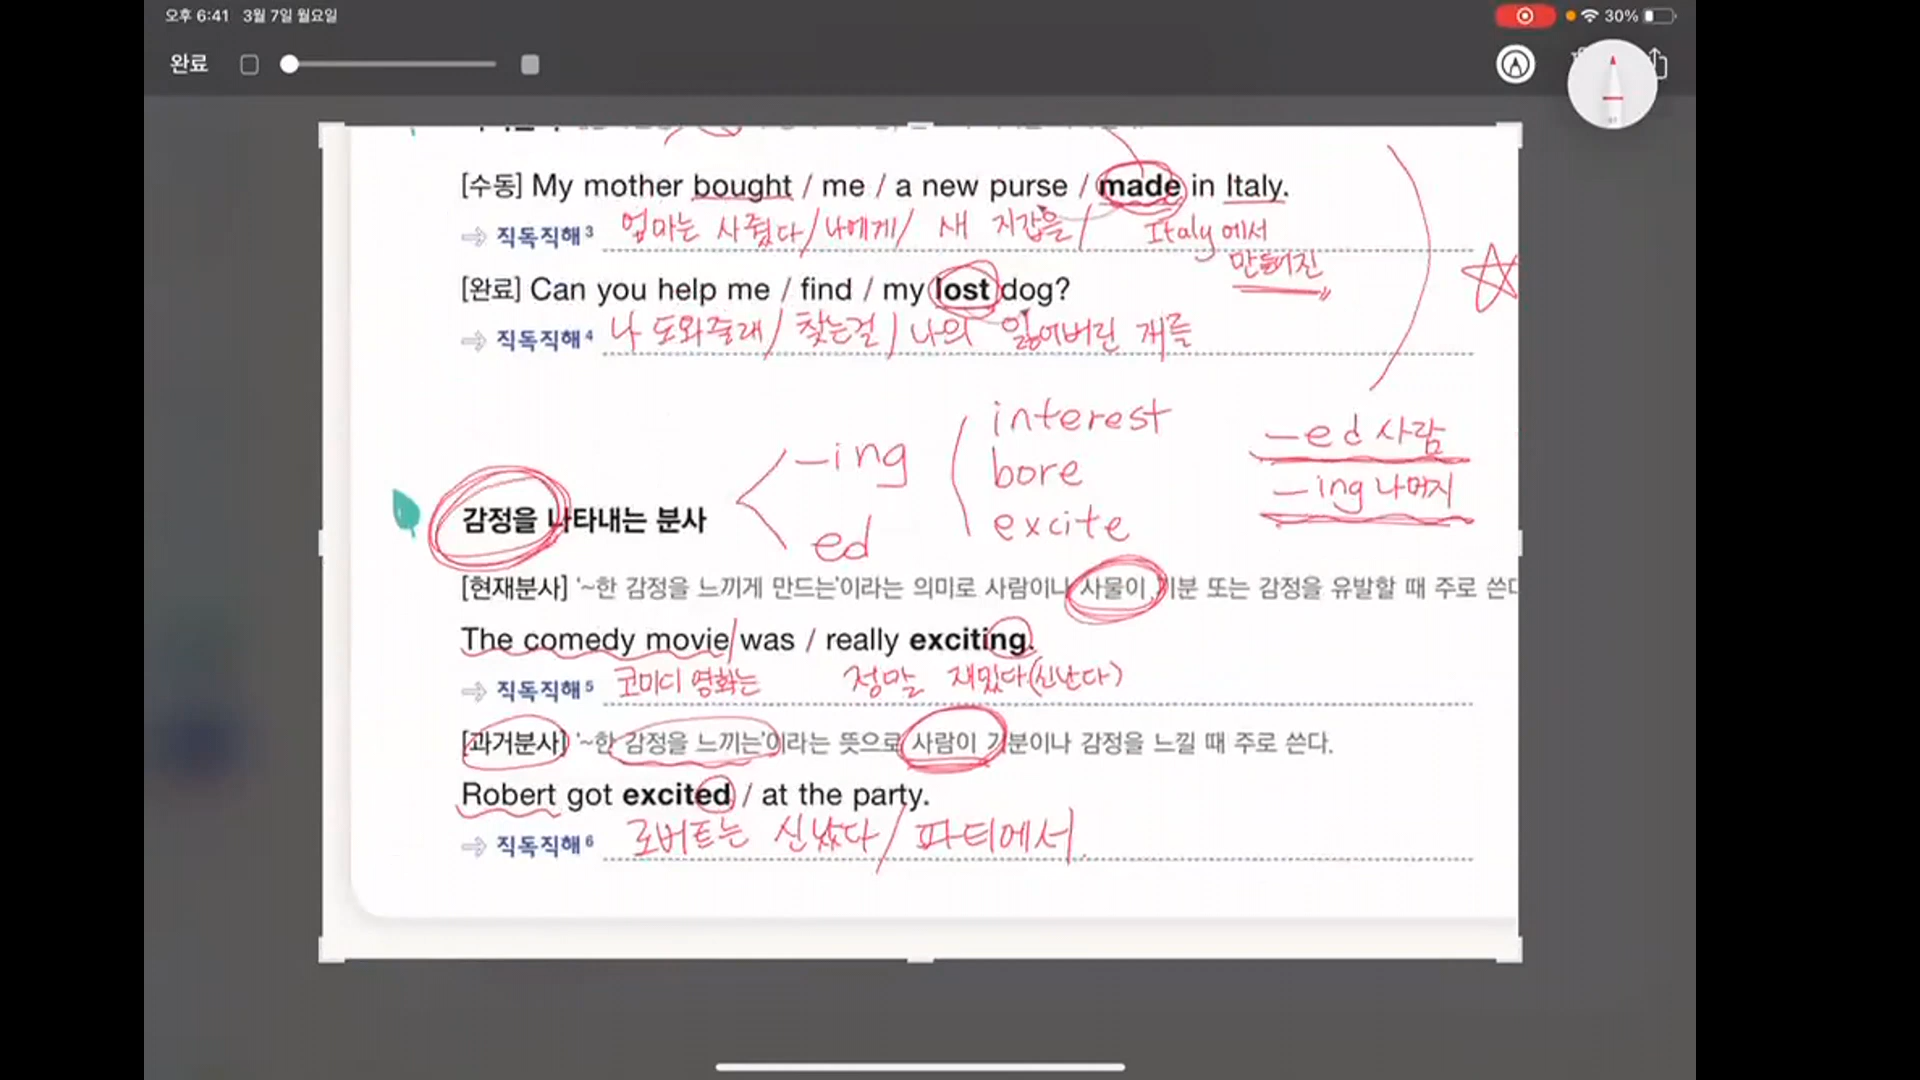 오후 6:41 3월 7일 월요일
30%
완료
[수동] My mother bought / me / a new purse / made in Italy.
직독직해3 엄마는 사줬다/나에게/ 새 지갑을/ Italy에서
만들어진
[완료] Can you help me / find / my lost dog?
직독직해4 나 도와줄래/ 찾는걸/나의 잃어버린 개를
interest
-ing bore -ed 사람
ed excite -ing 나머지
감정을 나타내는 분사
[현재분사] '~한 감정을 느끼게 만드는'이라는 의미로 사람이나 사물이 기분 또는 감정을 유발할 때 주로 쓴다
The comedy movie/was / really exciting.
직독직해5 코미디 영화는 정말 재밌다(신난다)
[과거분사] '~한 감정을 느끼는'이라는 뜻으로 사람이 기분이나 감정을 느낄 때 주로 쓴다.
Robert got excited / at the party.
직독직해6 로버트는 신났다/ 파티에서.